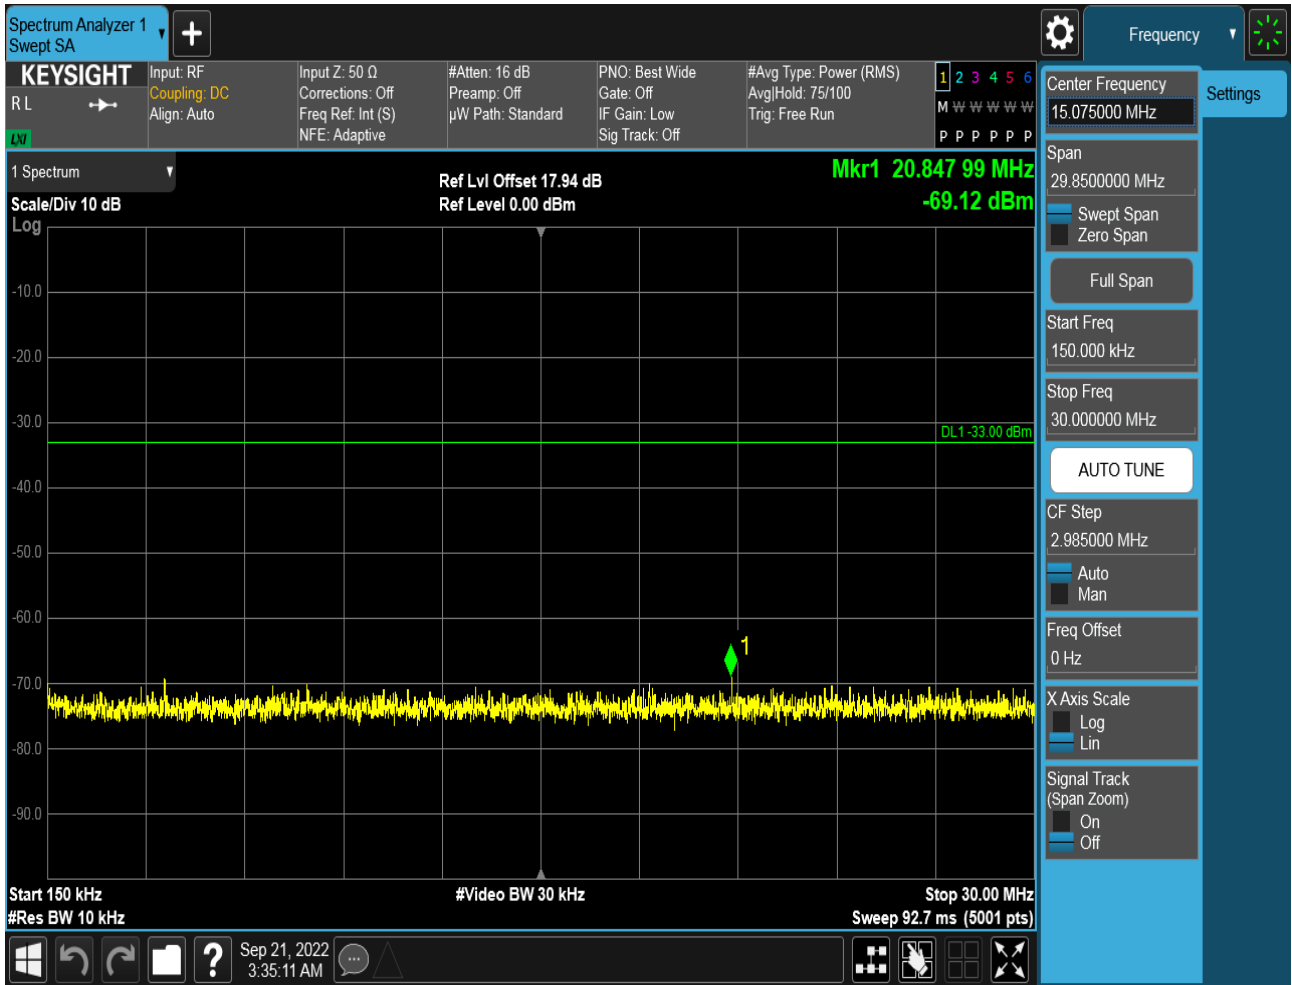 Spectrum Analyzer 1
Swept SA
Frequency
KEYSIGHT
R L
LXI
Input: RF
Coupling: DC
Align: Auto
Input Z: 50 Ω
Corrections: Off
Freq Ref: Int (S)
NFE: Adaptive
#Atten: 16 dB
Preamp: Off
µW Path: Standard
PNO: Best Wide
Gate: Off
IF Gain: Low
Sig Track: Off
#Avg Type: Power (RMS)
Avg|Hold: 75/100
Trig: Free Run
1 2 3 4 5 6
M W W W W W
P P P P P P
1 Spectrum
Scale/Div 10 dB
Log
Ref Lvl Offset 17.94 dB
Ref Level 0.00 dBm
Mkr1 20.847 99 MHz
-69.12 dBm
-10.0
-20.0
-30.0
DL1 -33.00 dBm
-40.0
-50.0
-60.0
1
-70.0
-80.0
-90.0
Start 150 kHz
#Video BW 30 kHz
Stop 30.00 MHz
#Res BW 10 kHz
Sweep 92.7 ms (5001 pts)
Center Frequency
15.075000 MHz
Settings
Span
29.8500000 MHz
Swept Span
Zero Span
Full Span
Start Freq
150.000 kHz
Stop Freq
30.000000 MHz
AUTO TUNE
CF Step
2.985000 MHz
Auto
Man
Freq Offset
0 Hz
X Axis Scale
Log
Lin
Signal Track
(Span Zoom)
On
Off
?
Sep 21, 2022
3:35:11 AM